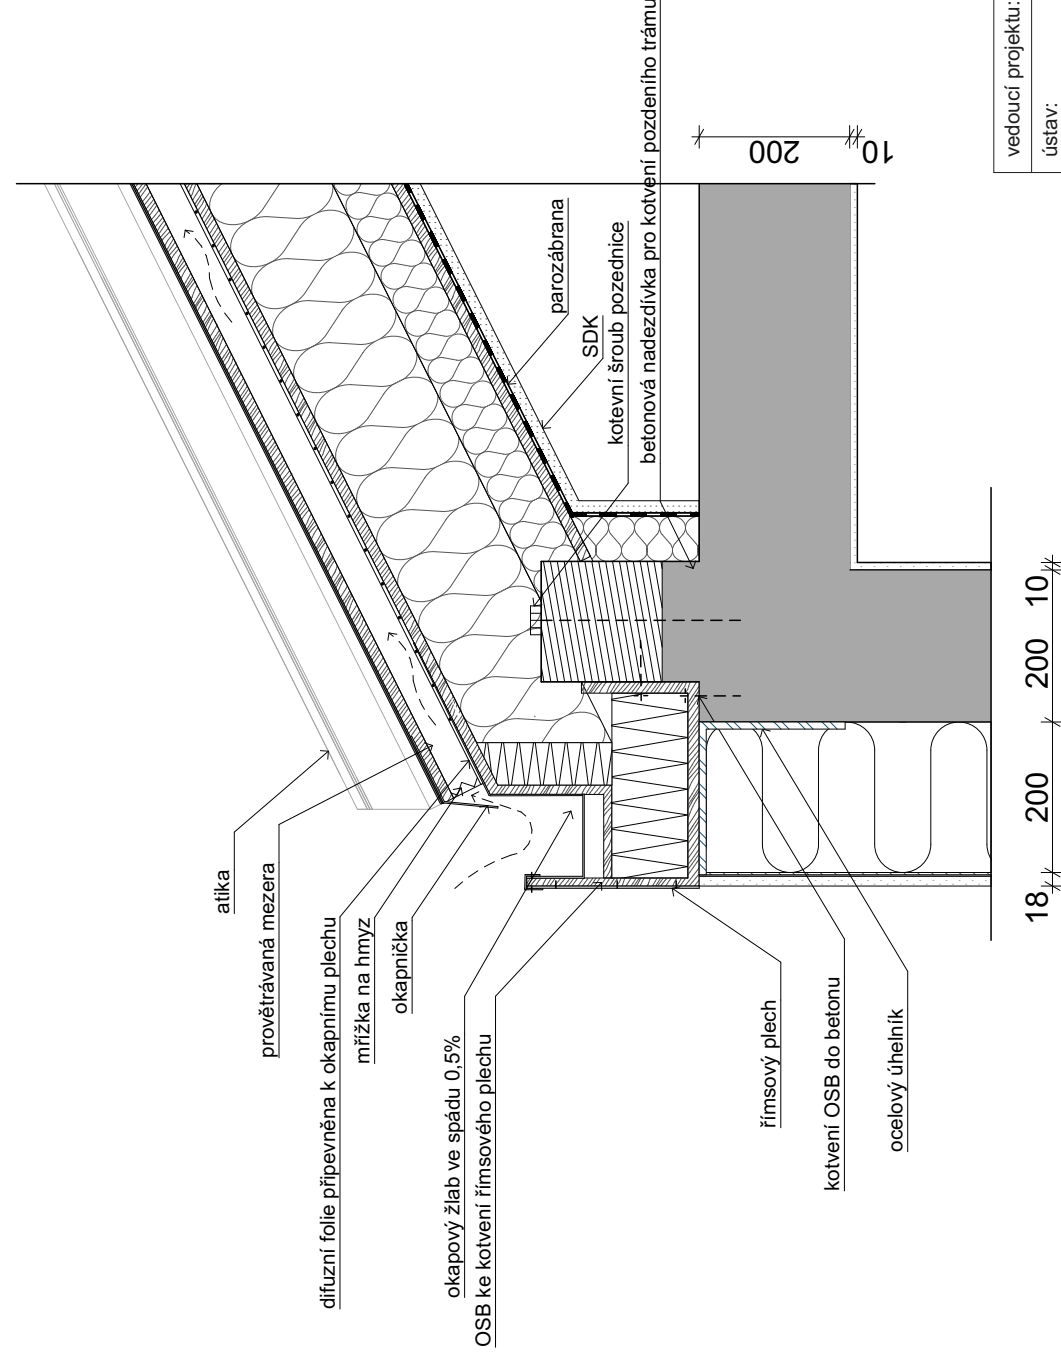 atika
provětrávaná mezera
difuzní folie připevněna k okapnímu plechu
mřížka na hmyz
okapnička
okapový žlab ve spádu 0,5%
OSB ke kotvení římsového plechu
římsový plech
kotvení OSB do betonu
ocelový úhelník
parozábrana
SDK
kotevní šroub pozednice
betonová nadezdívka pro kotvení pozdeního trámu
200
10
18
200
200
10
vedoucí projektu:
ústav: